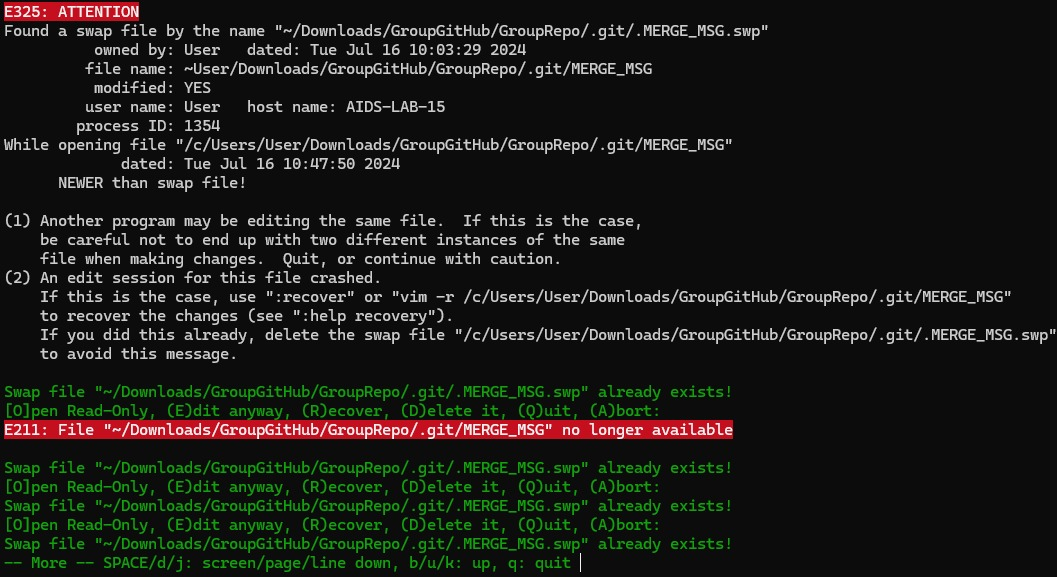 E325: ATTENTION
Found a swap file by the name "~/Downloads/GroupGitHub/GroupRepo/.git/.MERGE_MSG.swp"
          owned by: User   dated: Tue Jul 16 10:03:29 2024
         file name: ~User/Downloads/GroupGitHub/GroupRepo/.git/MERGE_MSG
          modified: YES
         user name: User   host name: AIDS-LAB-15
        process ID: 1354
While opening file "/c/Users/User/Downloads/GroupGitHub/GroupRepo/.git/MERGE_MSG"
             dated: Tue Jul 16 10:47:50 2024
      NEWER than swap file!

(1) Another program may be editing the same file.  If this is the case,
    be careful not to end up with two different instances of the same
    file when making changes.  Quit, or continue with caution.
(2) An edit session for this file crashed.
    If this is the case, use ":recover" or "vim -r /c/Users/User/Downloads/GroupGitHub/GroupRepo/.git/MERGE_MSG"
    to recover the changes (see ":help recovery").
    If you did this already, delete the swap file "/c/Users/User/Downloads/GroupGitHub/GroupRepo/.git/.MERGE_MSG.swp"
    to avoid this message.

Swap file "~/Downloads/GroupGitHub/GroupRepo/.git/.MERGE_MSG.swp" already exists!
[O]pen Read-Only, (E)dit anyway, (R)ecover, (D)elete it, (Q)uit, (A)bort:
E211: File "~/Downloads/GroupGitHub/GroupRepo/.git/MERGE_MSG" no longer available

Swap file "~/Downloads/GroupGitHub/GroupRepo/.git/.MERGE_MSG.swp" already exists!
[O]pen Read-Only, (E)dit anyway, (R)ecover, (D)elete it, (Q)uit, (A)bort:
Swap file "~/Downloads/GroupGitHub/GroupRepo/.git/.MERGE_MSG.swp" already exists!
[O]pen Read-Only, (E)dit anyway, (R)ecover, (D)elete it, (Q)uit, (A)bort:
Swap file "~/Downloads/GroupGitHub/GroupRepo/.git/.MERGE_MSG.swp" already exists!
-- More -- SPACE/d/j: screen/page/line down, b/u/k: up, q: quit